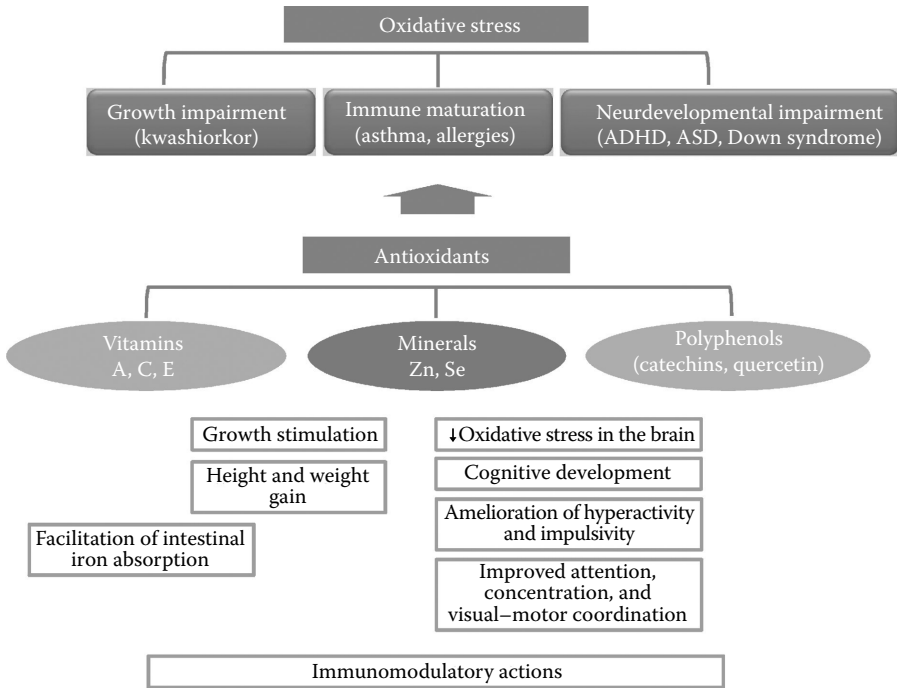 Oxidative stress
Growth impairment
(kwashiorkor)
Immune maturation
(asthma, allergies)
Neurdevelopmental impairment
(ADHD, ASD, Down syndrome)
Antioxidants
Vitamins
A, C, E
Minerals
Zn, Se
Polyphenols
(catechins, quercetin)
Growth stimulation
Height and weight
gain
Facilitation of intestinal
iron absorption
↓Oxidative stress in the brain
Cognitive development
Amelioration of hyperactivity
and impulsivity
Improved attention,
concentration, and
visual–motor coordination
Immunomodulatory actions